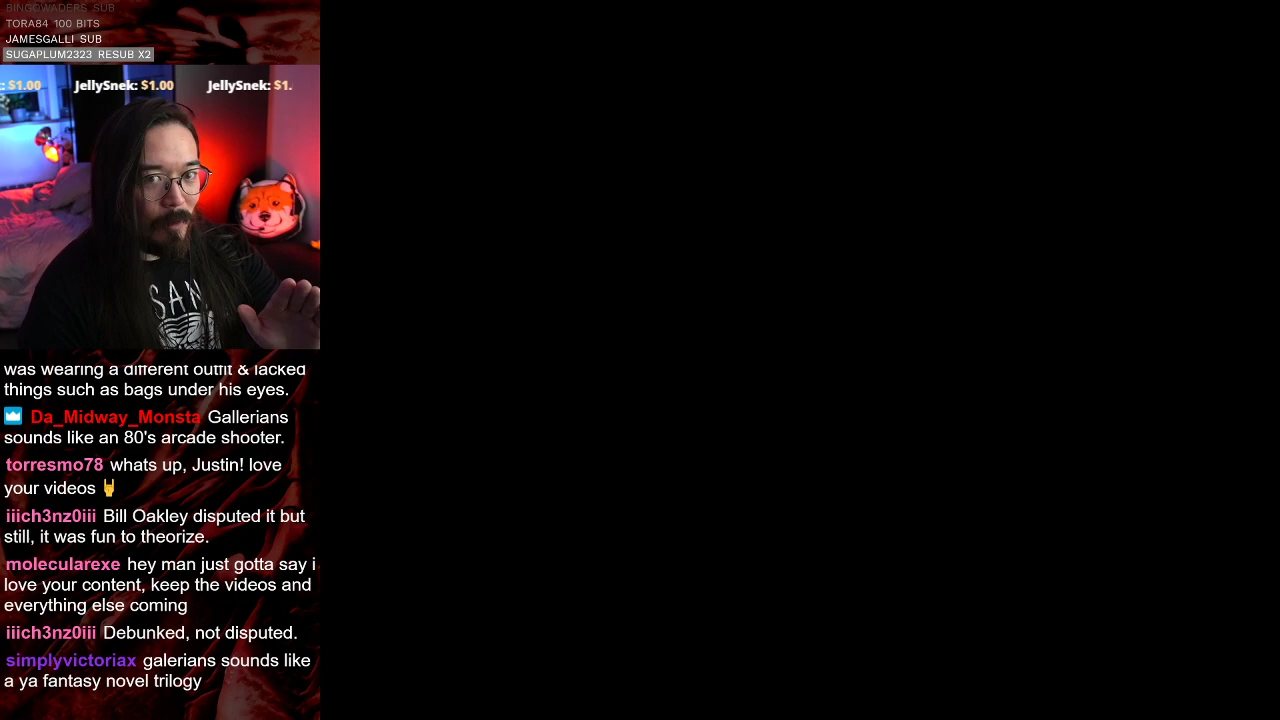 BINGOWADERS SUB
TORA84 100 BITS
JAMESGALLI SUB
SUGAPLUM2323 RESUB X2
: $1.00 JellySnek: $1.00 JellySnek: $1.
SAN
was wearing a different outfit & lacked
things such as bags under his eyes.
Da_Midway_Monsta Gallerians
sounds like an 80's arcade shooter.
torresmo78 whats up, Justin! love
your videos 🤘
iiich3nz0iii Bill Oakley disputed it but
still, it was fun to theorize.
molecularexe hey man just gotta say i
love your content, keep the videos and
everything else coming
iiich3nz0iii Debunked, not disputed.
simplyvictoriax galerians sounds like
a ya fantasy novel trilogy